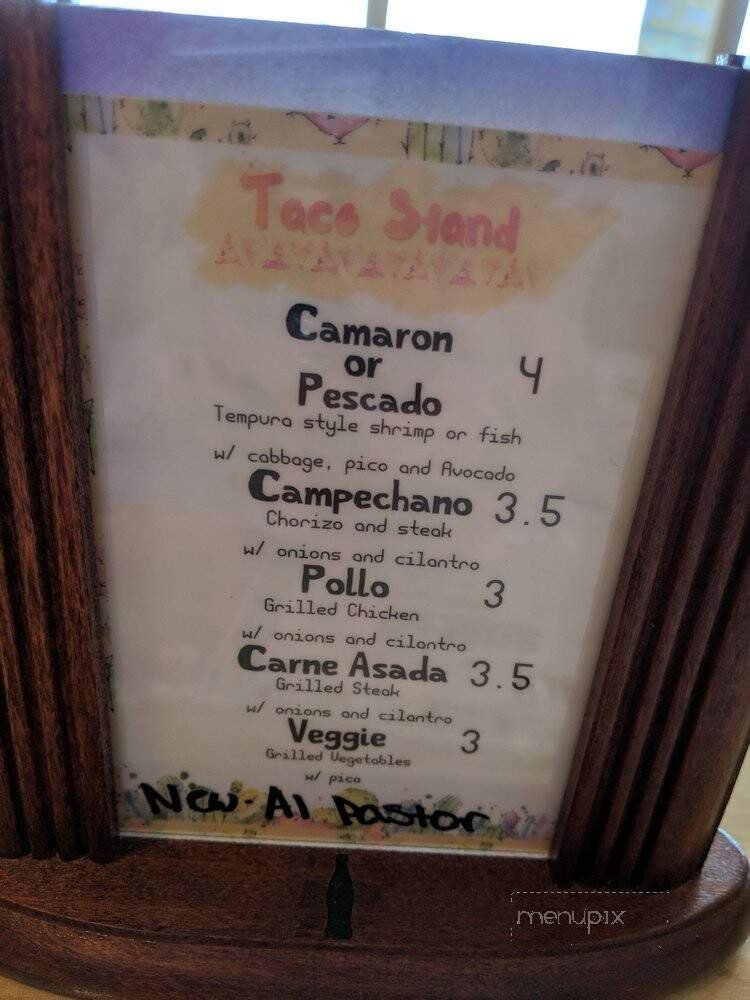 Taco Stand
Camaron
or
Pescado
4
Tempura style shrimp or fish
w/ cabbage, pico and Avocado
Campechano 3.5
Chorizo and steak
w/ onions and cilantro
Pollo 3
Grilled Chicken
w/ onions and cilantro
Carne Asada 3.5
Grilled Steak
w/ onions and cilantro
Veggie 3
Grilled Vegetables
w/ pico
New. Al pastor
menupix